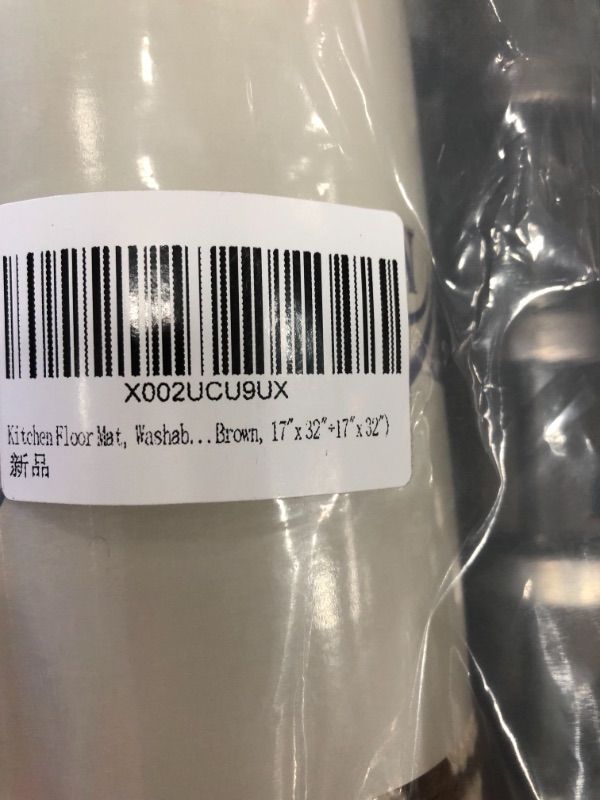 X002UCU9UX
Kitchen Floor Mat, Washab...Brown, 17"x32"+17"x32")
新品